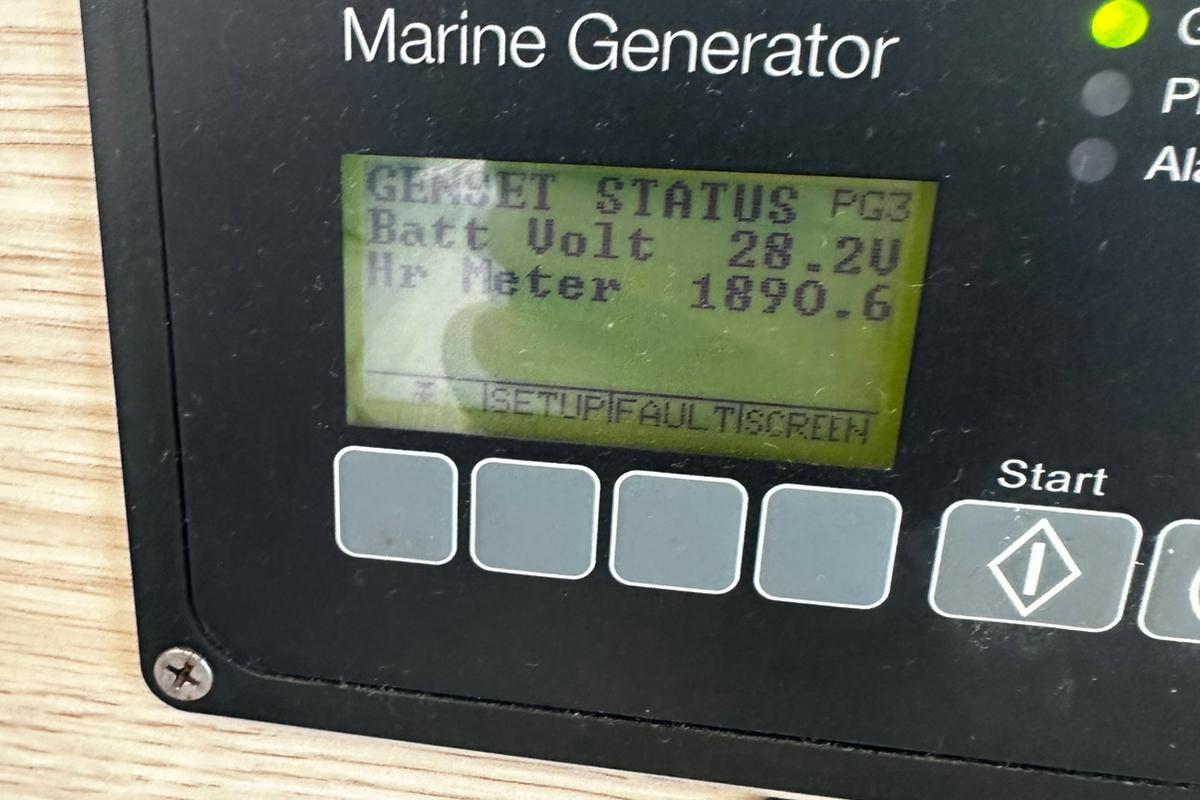 Marine Generator
GENSET STATUS PG3
Batt Volt 28.2V
Hr Meter 1890.6
SETUP FAULT SCREEN
Start